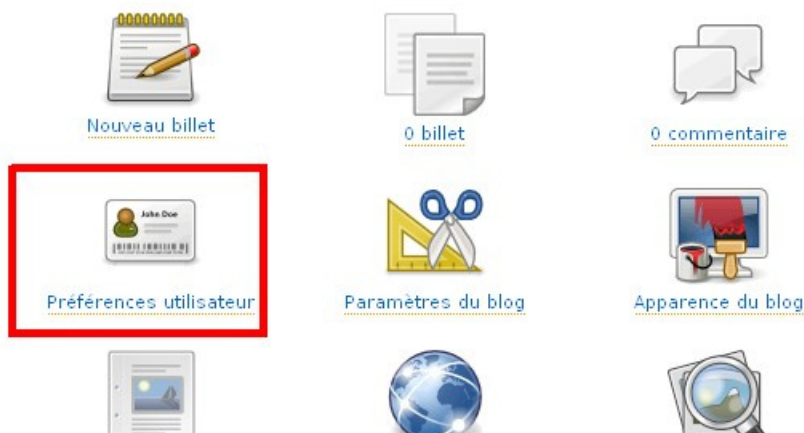 Nouveau billet
0 billet
0 commentaire
John Doe
Préférences utilisateur
Paramètres du blog
Apparence du blog